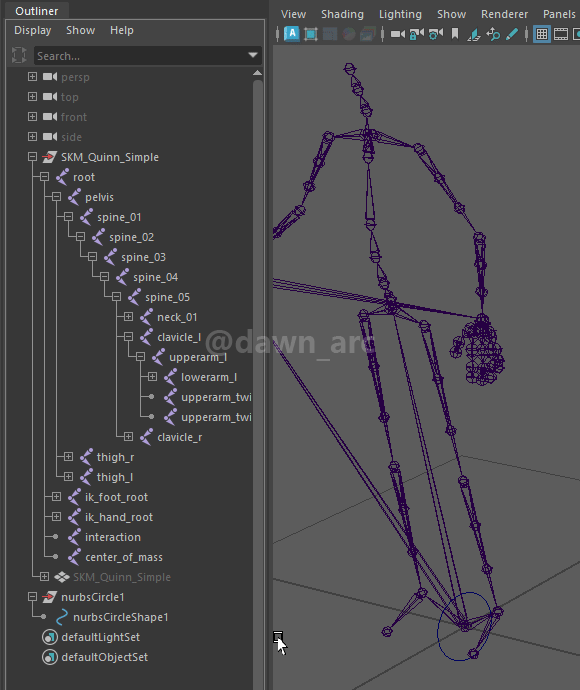 Outliner
Display Show Help
Search...
persp
top
front
side
SKM_Quinn_Simple
root
pelvis
spine_01
spine_02
spine_03
spine_04
spine_05
neck_01
clavicle_l
upperarm_l
lowerarm_l
upperarm_twi
upperarm_twi
clavicle_r
thigh_r
thigh_l
ik_foot_root
ik_hand_root
interaction
center_of_mass
SKM_Quinn_Simple
nurbsCircle1
nurbsCircleShape1
defaultLightSet
defaultObjectSet
View Shading Lighting Show Renderer Panels
A
@dawn_arc